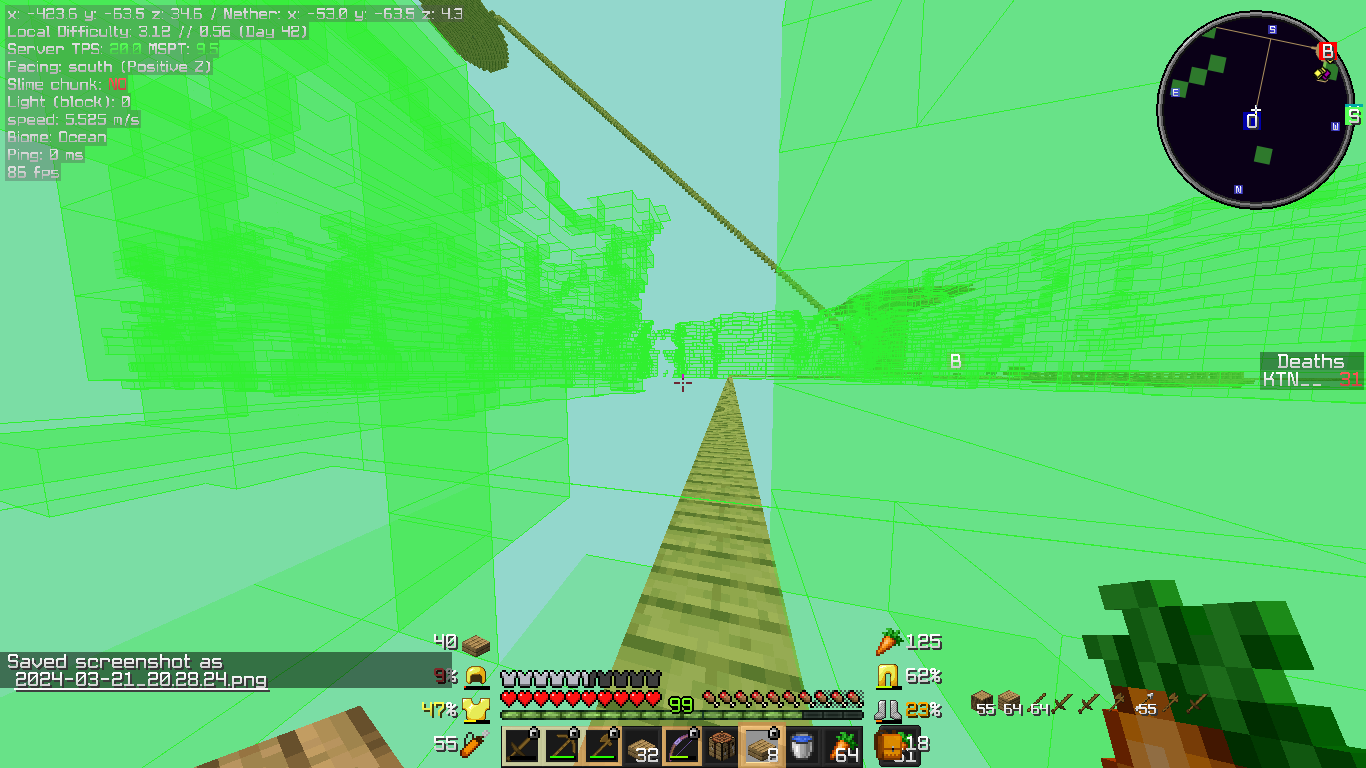 x: -423.6 y: -63.5 z: 34.6 / Nether: x: -53.0 y: -63.5 z: 4.3
Local Difficulty: 3.12 // 0.56 (Day 42)
Server TPS: 20.0 MSPT: 9.5
Facing: south (Positive Z)
Slime chunk: NO
Light (block): 0
speed: 5.525 m/s
Biome: Ocean
Ping: 0 ms
86 fps
S
B
E
W
S
N
B
Deaths
KTN__ 31
Saved screenshot as
2024-03-21_20.28.24.png
40
9%
47%
55
99
125
62%
23%
18
32
8
64
55 64 64 55